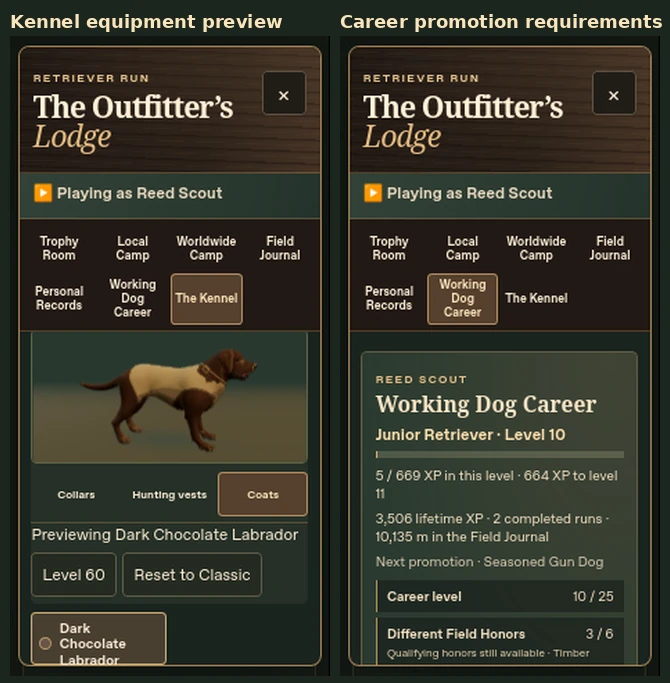 Kennel equipment preview
RETRIEVER RUN
The Outfitter's
Lodge
×
▶️ Playing as Reed Scout
Trophy
Room
Local
Camp
Worldwide
Camp
Field
Journal
Personal
Records
Working
Dog
Career
The Kennel
Collars
Hunting vests
Coats
Previewing Dark Chocolate Labrador
Level 60
Reset to Classic
Dark
Chocolate
Labrador
Career promotion requirements
RETRIEVER RUN
The Outfitter's
Lodge
×
▶️ Playing as Reed Scout
Trophy
Room
Local
Camp
Worldwide
Camp
Field
Journal
Personal
Records
Working
Dog
Career
The Kennel
REED SCOUT
Working Dog Career
Junior Retriever · Level 10
5 / 669 XP in this level · 664 XP to level
11
3,506 lifetime XP · 2 completed runs ·
10,135 m in the Field Journal
Next promotion · Seasoned Gun Dog
Career level 10 / 25
Different Field Honors 3 / 6
Qualifying honors still available · Timber